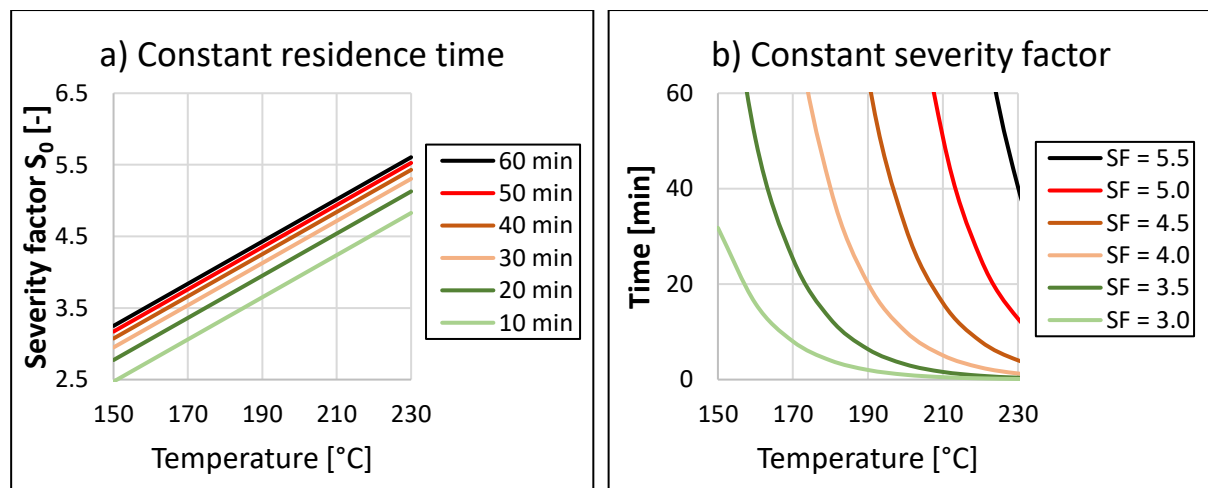 a) Constant residence time
Severity factor S₀ [-]
6.5
5.5
4.5
3.5
2.5
150 170 190 210 230
Temperature [°C]
60 min
50 min
40 min
30 min
20 min
10 min
b) Constant severity factor
Time [min]
60
40
20
0
150 170 190 210 230
Temperature [°C]
SF = 5.5
SF = 5.0
SF = 4.5
SF = 4.0
SF = 3.5
SF = 3.0